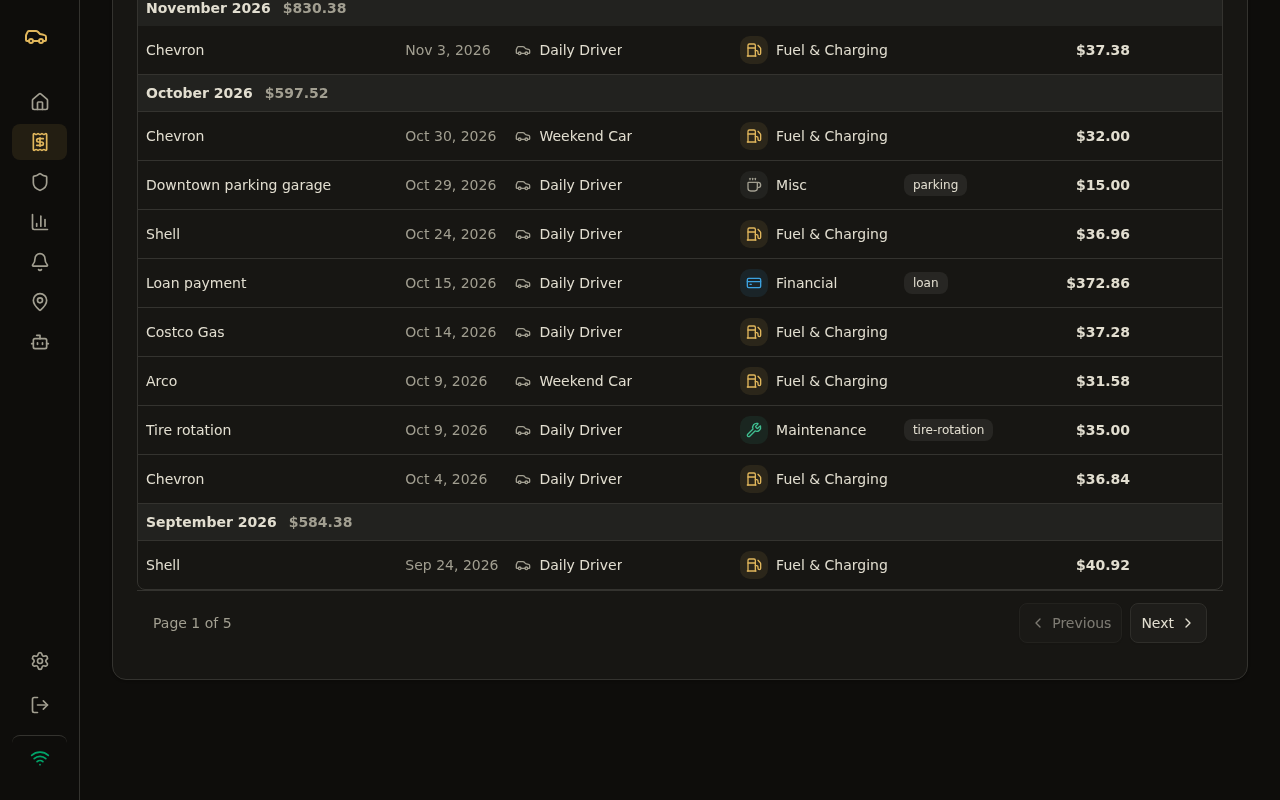 November 2026 $830.38
Chevron Nov 3, 2026 Daily Driver Fuel & Charging $37.38
October 2026 $597.52
Chevron Oct 30, 2026 Weekend Car Fuel & Charging $32.00
Downtown parking garage Oct 29, 2026 Daily Driver Misc parking $15.00
Shell Oct 24, 2026 Daily Driver Fuel & Charging $36.96
Loan payment Oct 15, 2026 Daily Driver Financial loan $372.86
Costco Gas Oct 14, 2026 Daily Driver Fuel & Charging $37.28
Arco Oct 9, 2026 Weekend Car Fuel & Charging $31.58
Tire rotation Oct 9, 2026 Daily Driver Maintenance tire-rotation $35.00
Chevron Oct 4, 2026 Daily Driver Fuel & Charging $36.84
September 2026 $584.38
Shell Sep 24, 2026 Daily Driver Fuel & Charging $40.92
Page 1 of 5 Previous Next